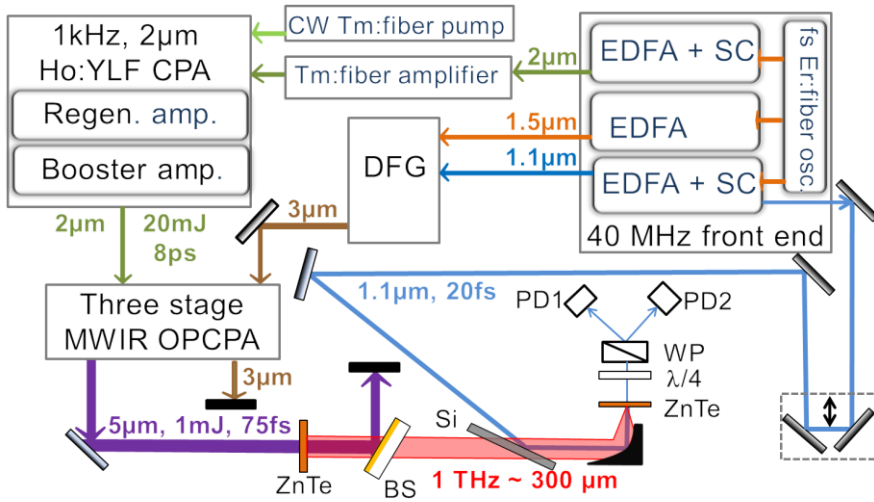 1kHz, 2µm
Ho:YLF CPA
Regen. amp.
Booster amp.
CW Tm:fiber pump
Tm:fiber amplifier
2µm
EDFA + SC
fs Er:fiber osc.
1.5µm
EDFA
1.1µm
EDFA + SC
40 MHz front end
DFG
3µm
2µm
20mJ
8ps
Three stage
MWIR OPCPA
3µm
1.1µm, 20fs
PD1
PD2
WP
λ/4
ZnTe
Si
5µm, 1mJ, 75fs
ZnTe
BS
1 THz ~ 300 µm